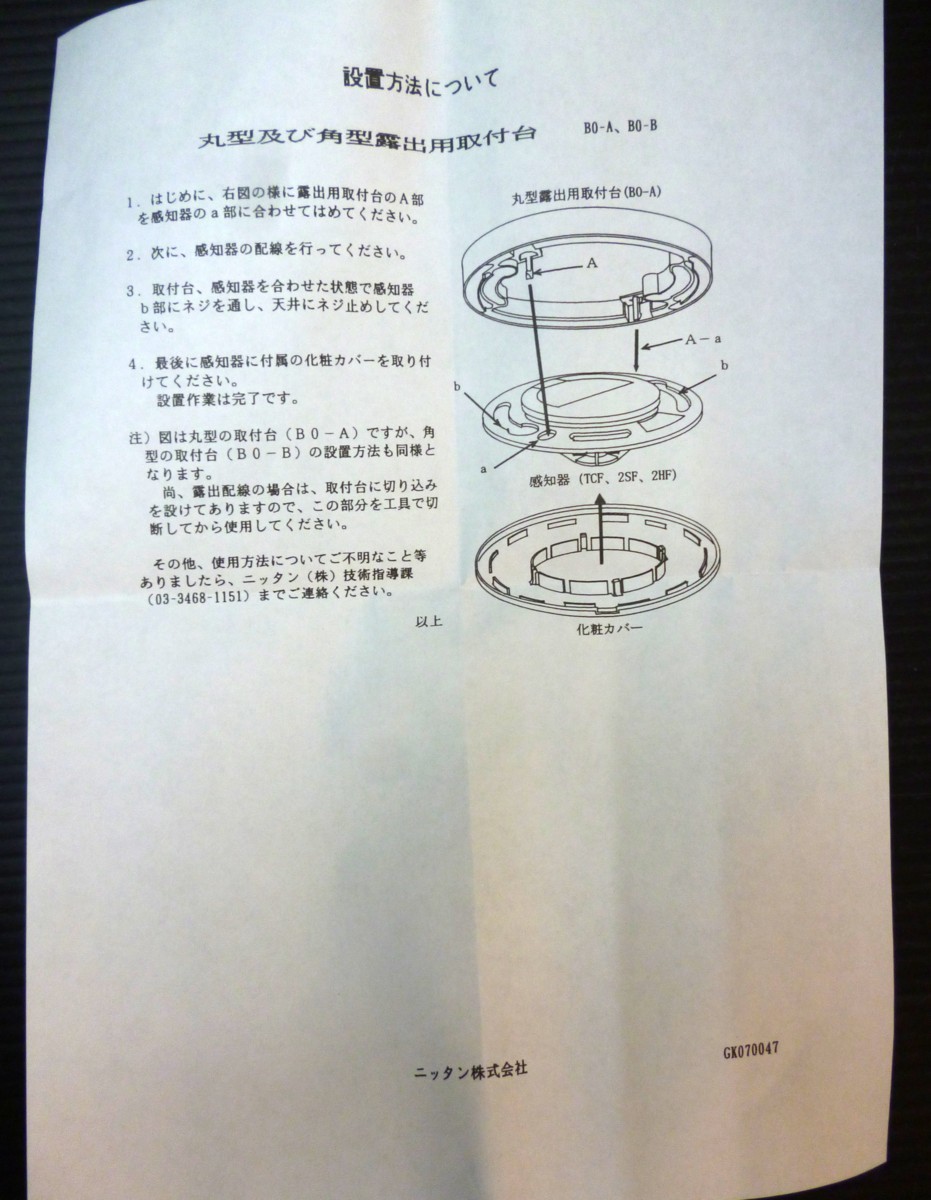 設置方法について
丸型及び角型露出用取付台 BO-A、BO-B
1．はじめに、右図の様に露出用取付台のA部
を感知器のa部に合わせてはめてください。
2．次に、感知器の配線を行ってください。
3．取付台、感知器を合わせた状態で感知器
b部にネジを通し、天井にネジ止めしてくだ
さい。
4．最後に感知器に付属の化粧カバーを取り付
けてください。
設置作業は完了です。
注）図は丸型の取付台（BO－A）ですが、角
型の取付台（BO－B）の設置方法も同様と
なります。
尚、露出配線の場合は、取付台に切り込み
を設けてありますので、この部分を工具で切
断してから使用してください。
その他、使用方法についてご不明なこと等
ありましたら、ニッタン（株）技術指導課
（03-3468-1151）までご連絡ください。
以上
丸型露出用取付台(BO-A)
A
A－a
b
b
a
感知器 (TCF、2SF、2HF)
化粧カバー
ニッタン株式会社
GK070047